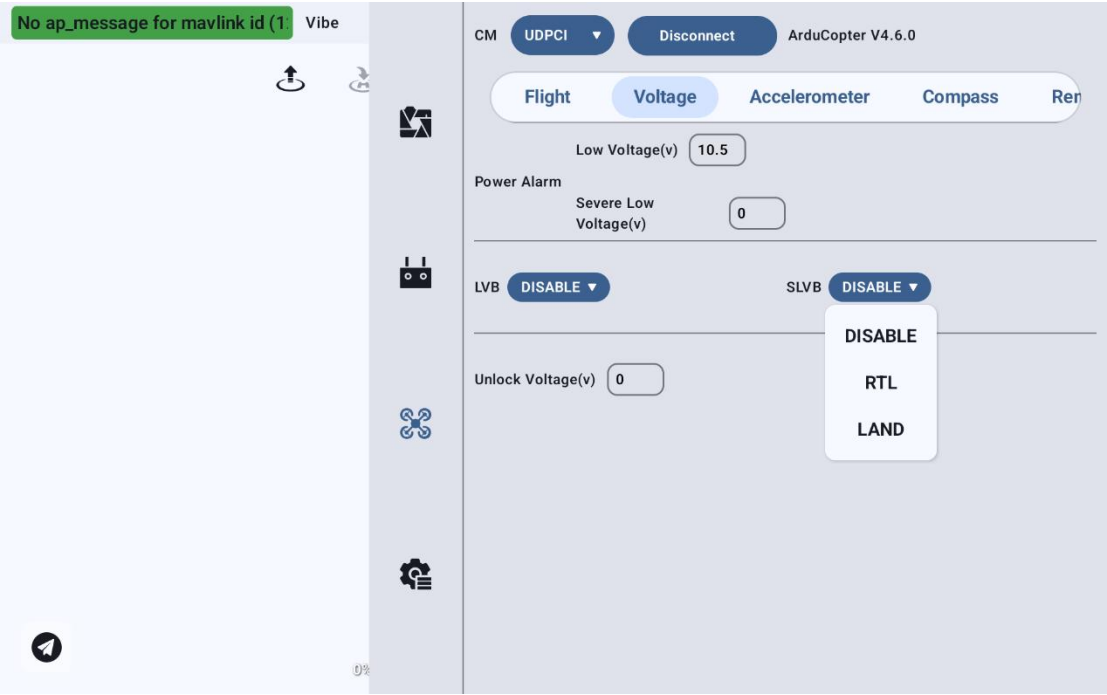 No ap_message for mavlink id (1
Vibe
CM UDPCI ▼ Disconnect ArduCopter V4.6.0
Flight Voltage Accelerometer Compass Rer
Low Voltage(v) 10.5
Power Alarm
Severe Low
Voltage(v) 0
LVB DISABLE ▼ SLVB DISABLE ▼
DISABLE
RTL
LAND
Unlock Voltage(v) 0
0%